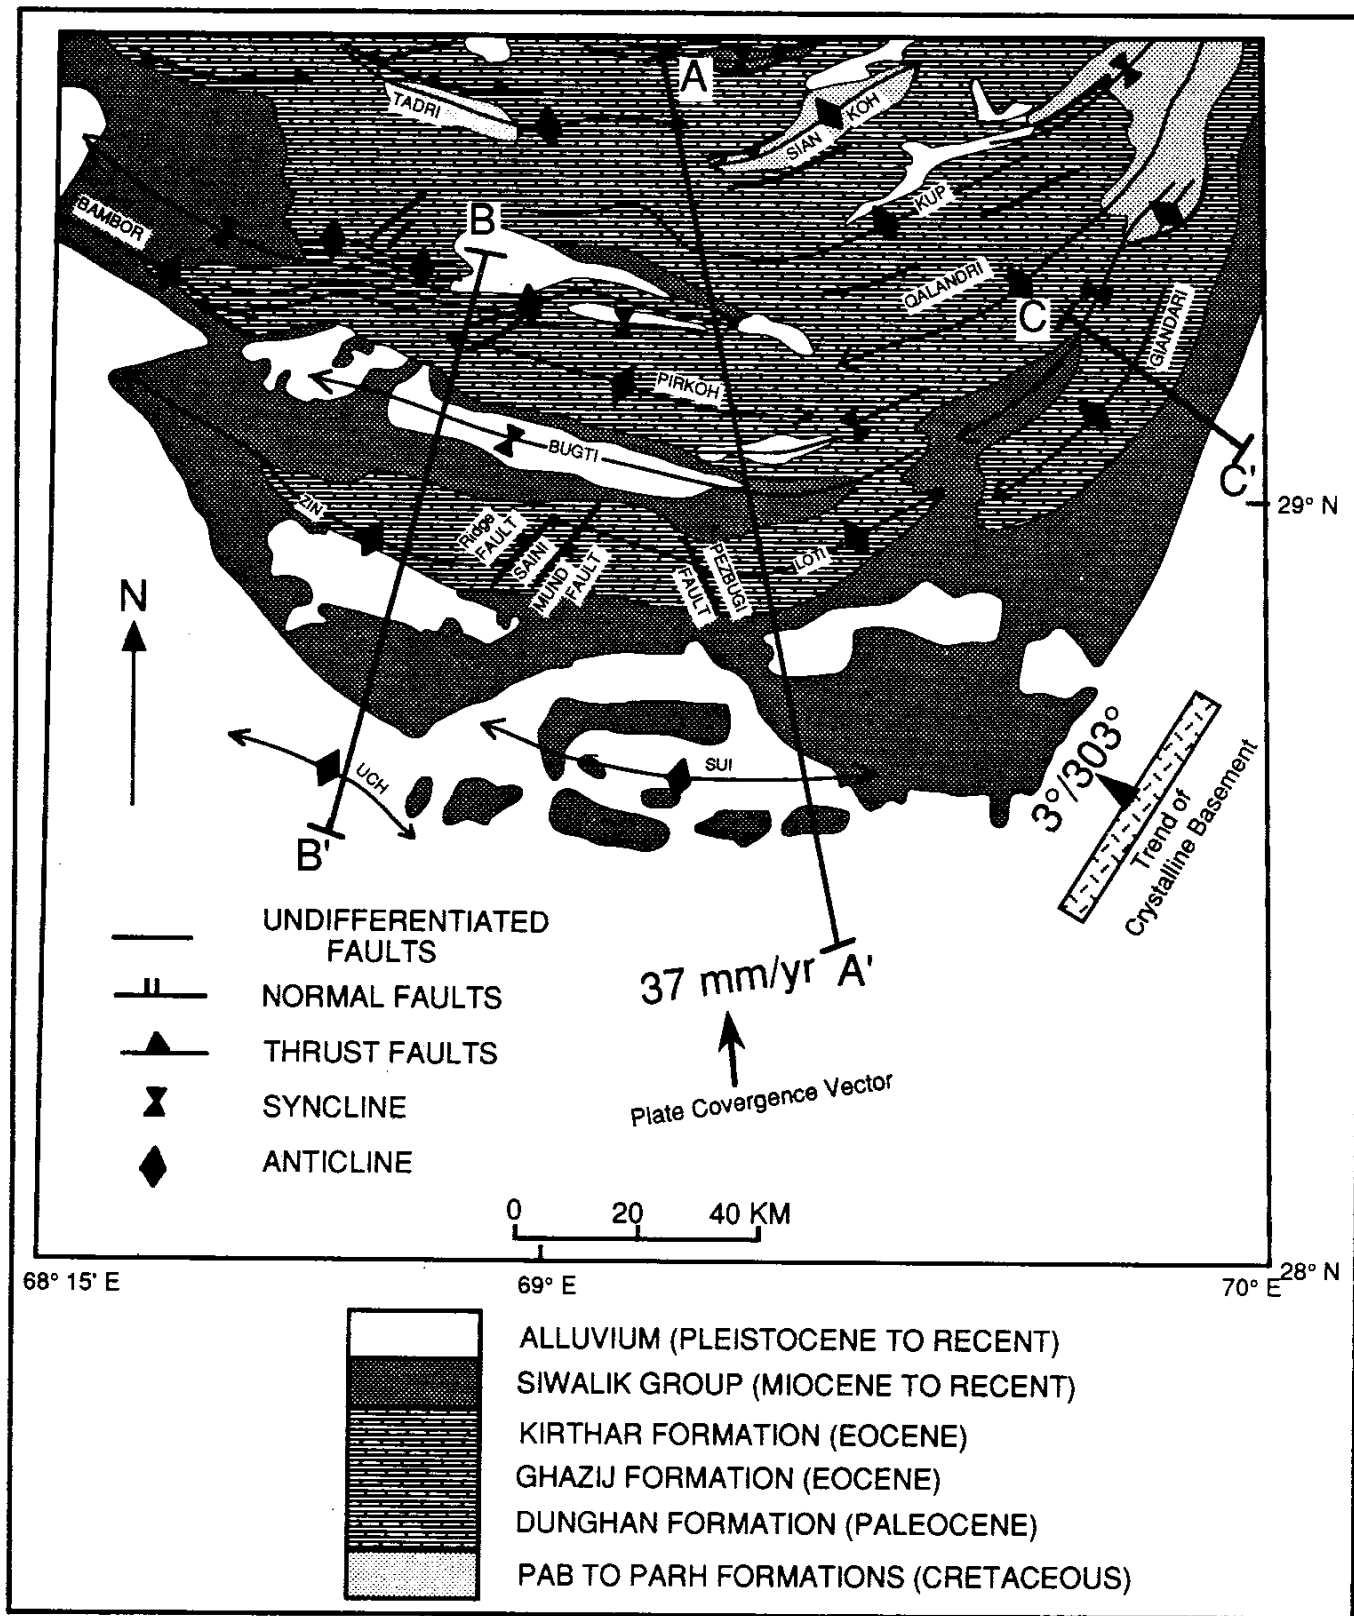 A
TADRI
SIAN KOH
KUP
BAMBOR
B
QALANDRI
C
GIANDARI
PIRKOH
BUGTI
C'
29° N
ZIN
Ridge
FAULT
SAINI
MUND
FAULT
PEZBUGI
FAULT
LOTI
N
3°/303°
Trend of
Crystalline Basement
SUI
UCH
B'
UNDIFFERENTIATED
FAULTS
NORMAL FAULTS
THRUST FAULTS
SYNCLINE
ANTICLINE
37 mm/yr
A'
Plate Covergence Vector
0 20 40 KM
68° 15' E
69° E
70° E
28° N
ALLUVIUM (PLEISTOCENE TO RECENT)
SIWALIK GROUP (MIOCENE TO RECENT)
KIRTHAR FORMATION (EOCENE)
GHAZIJ FORMATION (EOCENE)
DUNGHAN FORMATION (PALEOCENE)
PAB TO PARH FORMATIONS (CRETACEOUS)